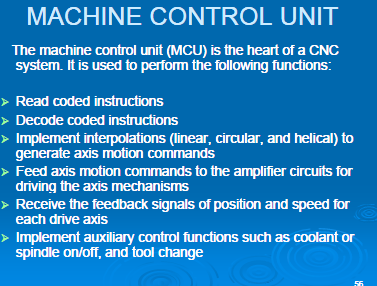 MACHINE CONTROL UNIT
The machine control unit (MCU) is the heart of a CNC
system. It is used to perform the following functions:
Read coded instructions
Decode coded instructions
Implement interpolations (linear, circular, and helical) to
generate axis motion commands
Feed axis motion commands to the amplifier circuits for
driving the axis mechanisms
Receive the feedback signals of position and speed for
each drive axis
Implement auxiliary control functions such as coolant or
spindle on/off, and tool change
56